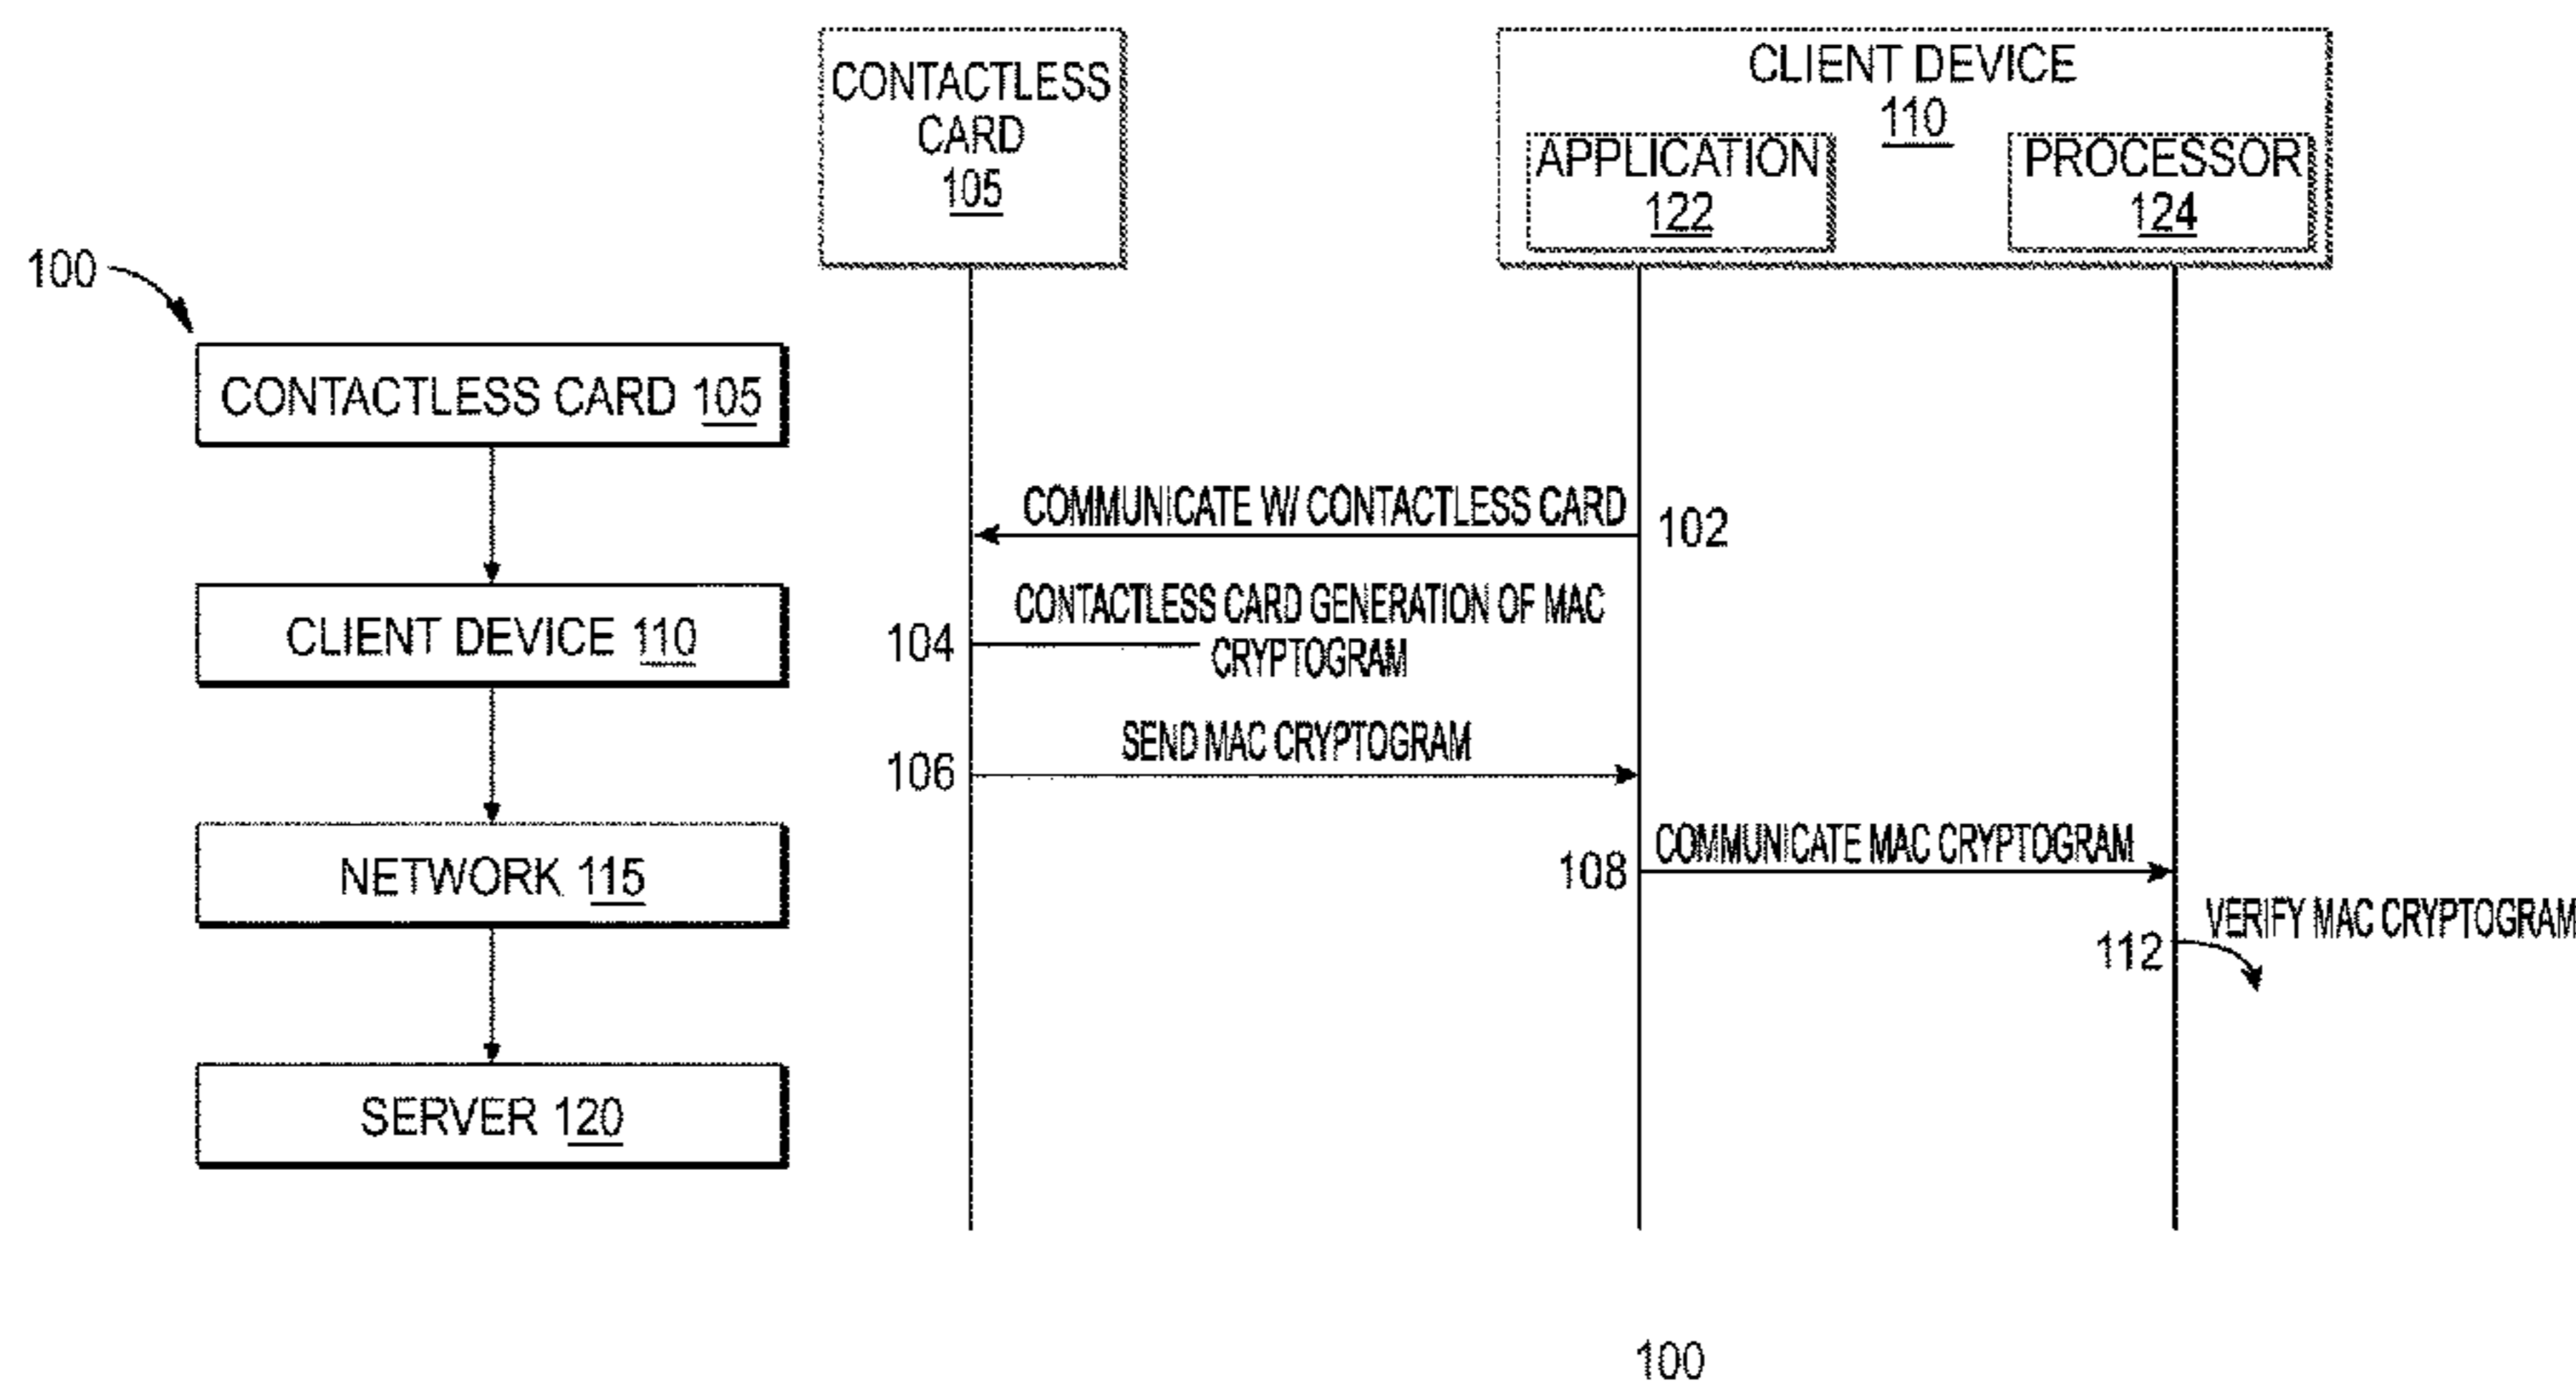 100
CONTACTLESS CARD 105
CLIENT DEVICE 110
NETWORK 115
SERVER 120
CONTACTLESS
CARD
105
CLIENT DEVICE
110
APPLICATION
122
PROCESSOR
124
COMMUNICATE W/ CONTACTLESS CARD
102
CONTACTLESS CARD GENERATION OF MAC
104
CRYPTOGRAM
SEND MAC CRYPTOGRAM
106
COMMUNICATE MAC CRYPTOGRAM
108
VERIFY MAC CRYPTOGRAM
112
100